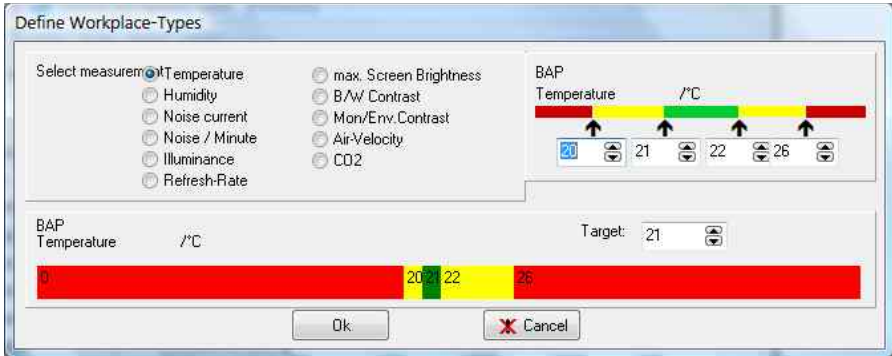 Define Workplace-Types
Select measurement
Temperature
Humidity
Noise current
Noise / Minute
Illuminance
Refresh-Rate
max. Screen Brightness
B/W Contrast
Mon/Env.Contrast
Air-Velocity
CO2
BAP
Temperature /°C
20 21 22 26
BAP
Temperature /°C
Target: 21
0 20 21 22 26
Ok Cancel